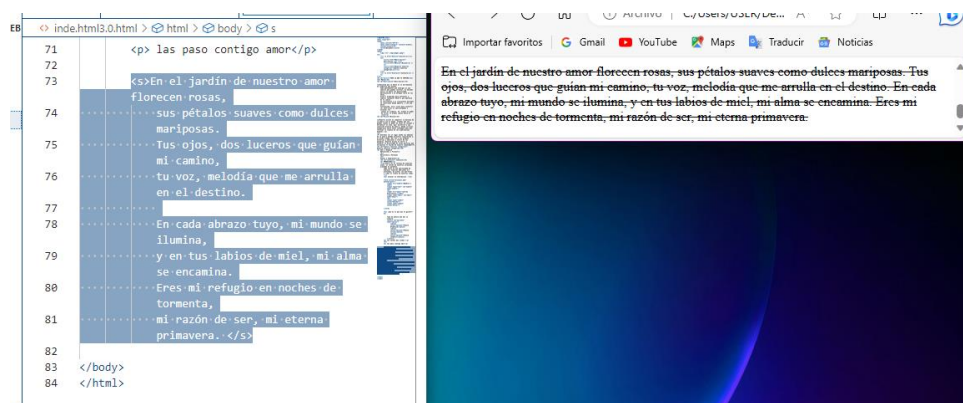 EB
inde.html3.0.html > html > body > s
71 <p> las paso contigo amor</p>
72
73 <s>En el jardín de nuestro amor
florecen rosas,
74 sus pétalos suaves como dulces
mariposas.
75 Tus ojos, dos luceros que guían
mi camino,
76 tu voz, melodía que me arrulla
en el destino.
77
78 En cada abrazo tuyo, mi mundo se
ilumina,
79 y en tus labios de miel, mi alma
se encamina.
80 Eres mi refugio en noches de
tormenta,
81 mi razón de ser, mi eterna
primavera. </s>
82
83 </body>
84 </html>
Archivo C:/Users/USER/De...
Importar favoritos Gmail YouTube Maps Traducir Noticias
En el jardín de nuestro amor florecen rosas, sus pétalos suaves como dulces mariposas. Tus
ojos, dos luceros que guían mi camino, tu voz, melodía que me arrulla en el destino. En cada
abrazo tuyo, mi mundo se ilumina, y en tus labios de miel, mi alma se encamina. Eres mi
refugio en noches de tormenta, mi razón de ser, mi eterna primavera.